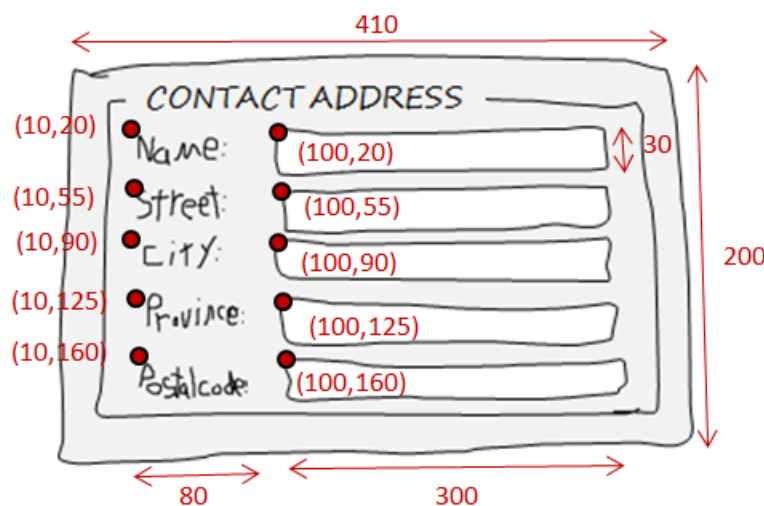 410
CONTACT ADDRESS
(10,20)
Name:
(100,20)
30
(10,55)
Street:
(100,55)
(10,90)
City:
(100,90)
200
(10,125)
Province:
(100,125)
(10,160)
Postalcode:
(100,160)
80
300